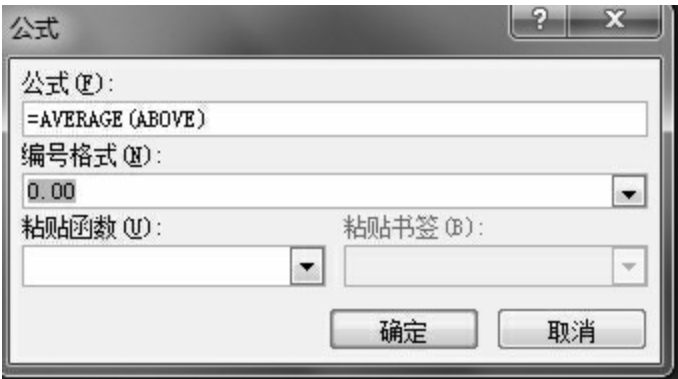 公式
公式(F):
=AVERAGE(ABOVE)
编号格式(N):
0.00
粘贴函数(U):
粘贴书签(B):
确定
取消